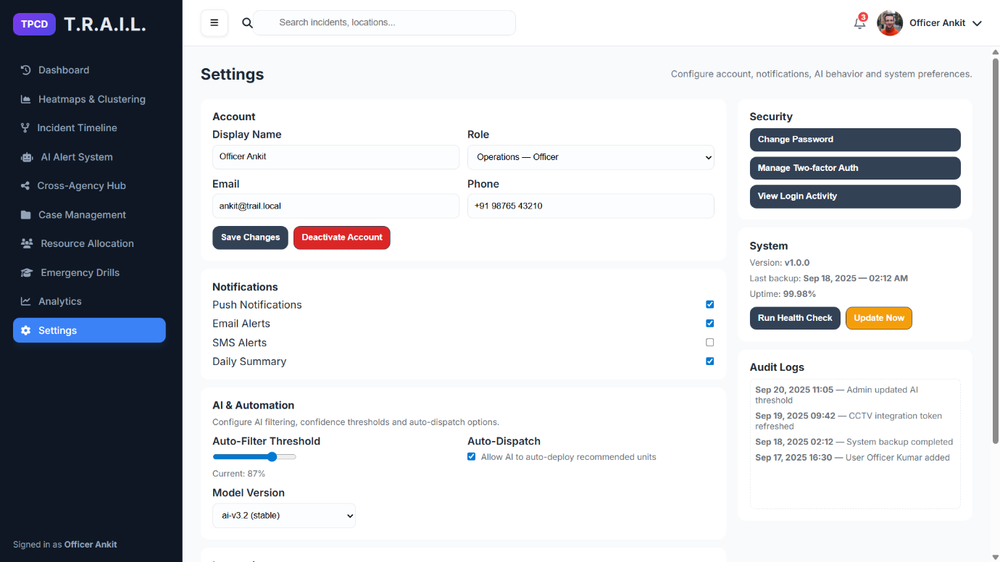 TPCD T.R.A.I.L.
Dashboard
Heatmaps & Clustering
Incident Timeline
AI Alert System
Cross-Agency Hub
Case Management
Resource Allocation
Emergency Drills
Analytics
Settings
Signed in as Officer Ankit
Search incidents, locations...
3
Officer Ankit
Settings
Configure account, notifications, AI behavior and system preferences.
Account
Display Name
Officer Ankit
Role
Operations — Officer
Email
ankit@trail.local
Phone
+91 98765 43210
Save Changes
Deactivate Account
Notifications
Push Notifications
Email Alerts
SMS Alerts
Daily Summary
AI & Automation
Configure AI filtering, confidence thresholds and auto-dispatch options.
Auto-Filter Threshold
Current: 87%
Auto-Dispatch
Allow AI to auto-deploy recommended units
Model Version
ai-v3.2 (stable)
Security
Change Password
Manage Two-factor Auth
View Login Activity
System
Version: v1.0.0
Last backup: Sep 18, 2025 — 02:12 AM
Uptime: 99.98%
Run Health Check
Update Now
Audit Logs
Sep 20, 2025 11:05 — Admin updated AI
threshold
Sep 19, 2025 09:42 — CCTV integration token
refreshed
Sep 18, 2025 02:12 — System backup completed
Sep 17, 2025 16:30 — User Officer Kumar added